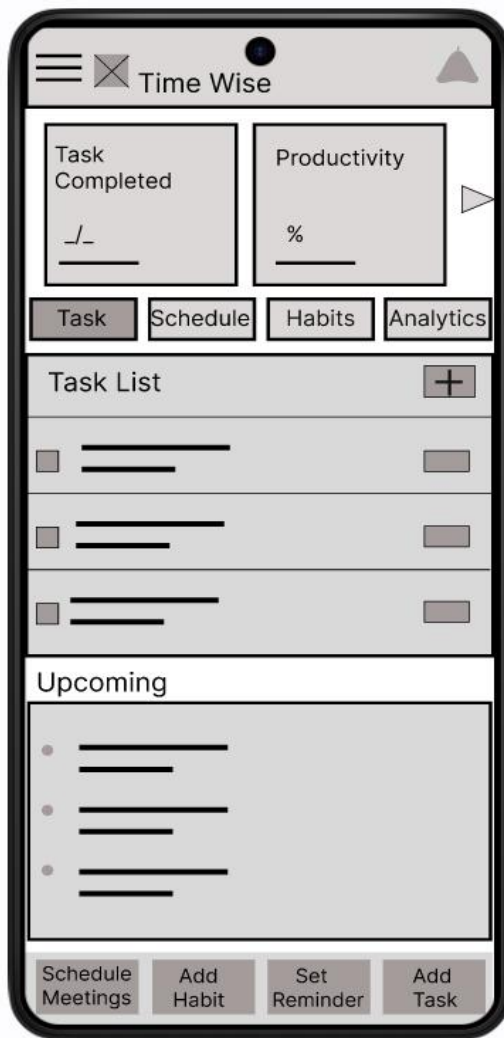 Time Wise
Task
Completed
_/_
Productivity
%
Task
Schedule
Habits
Analytics
Task List
+
Upcoming
Schedule
Meetings
Add
Habit
Set
Reminder
Add
Task